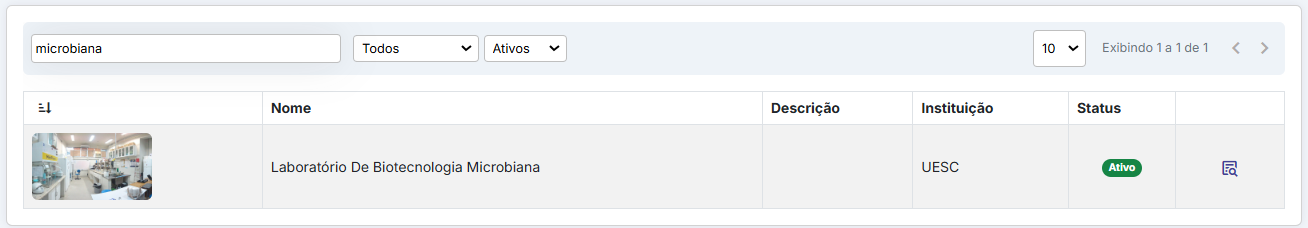 microbiana Todos Ativos 10 Exibindo 1 a 1 de 1
Nome Descrição Instituição Status
Laboratório De Biotecnologia Microbiana UESC Ativo